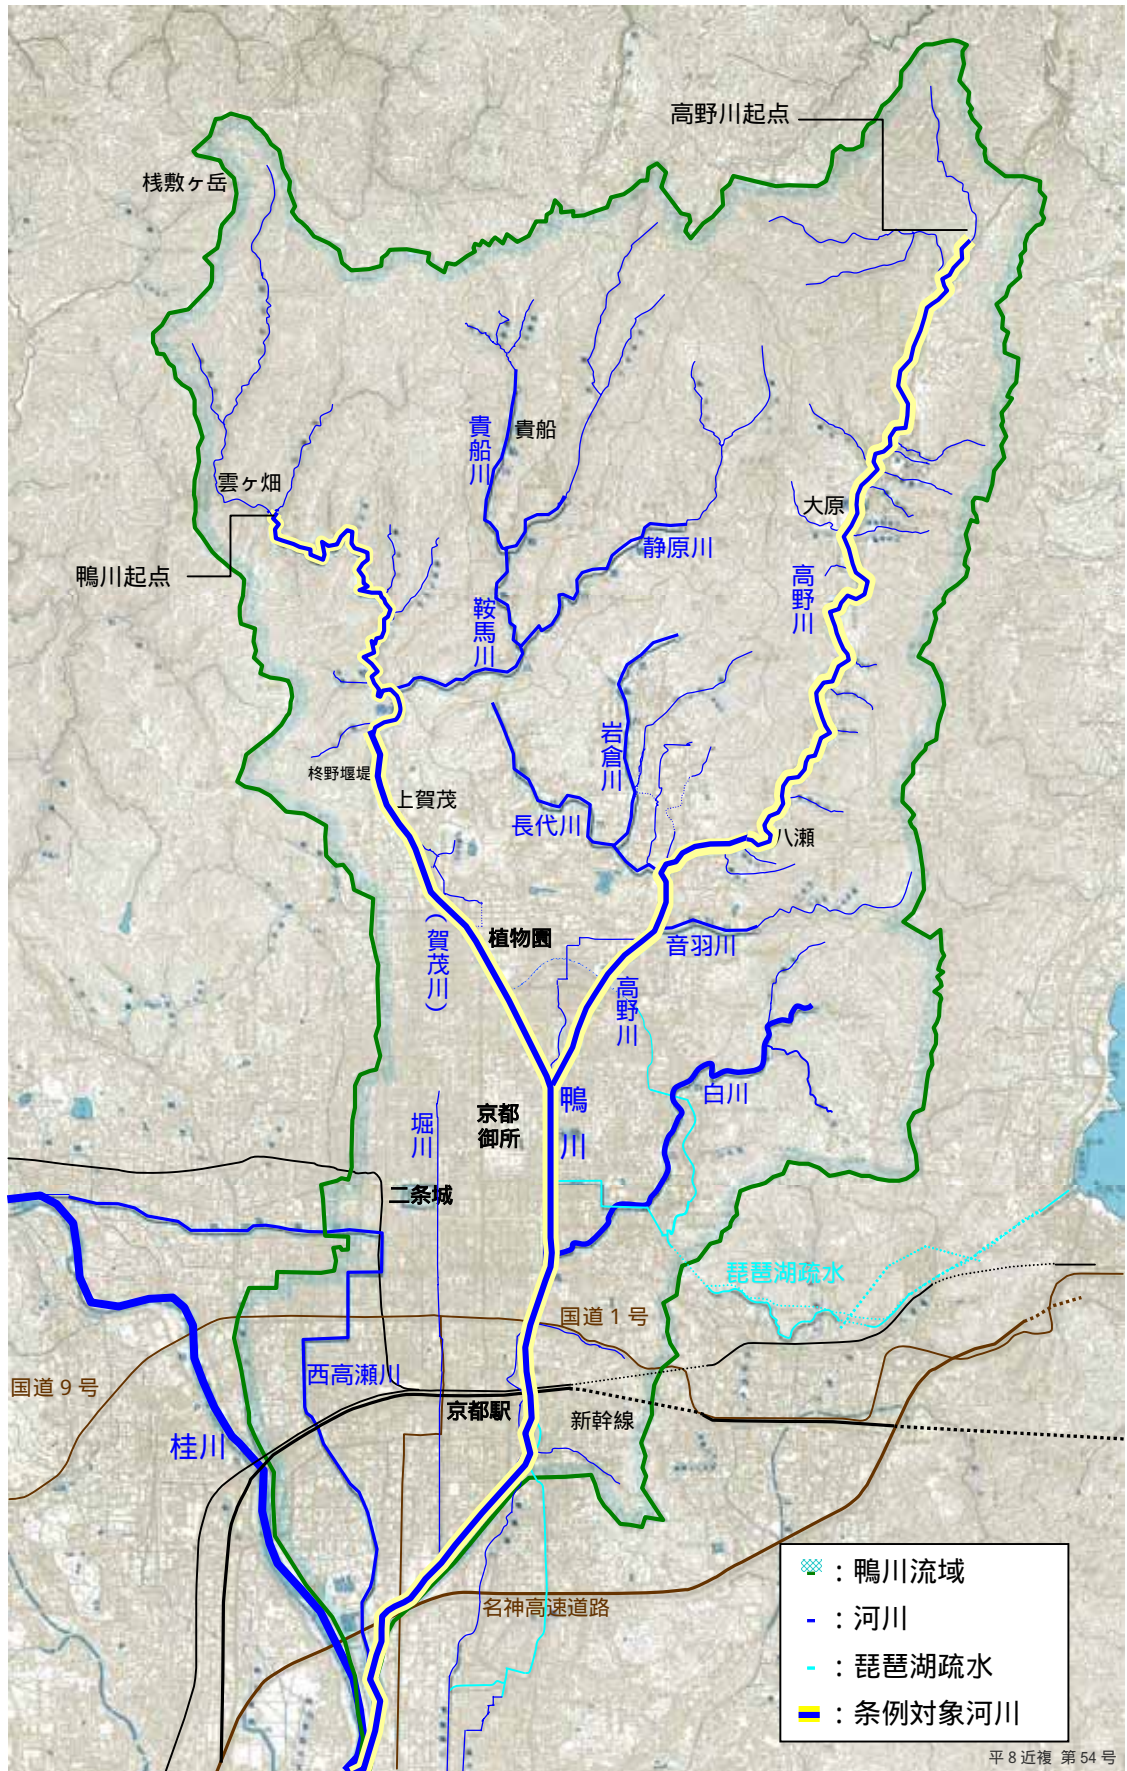 高野川起点
桟敷ヶ岳
貴船川
貴船
雲ヶ畑
大原
静原川
鴨川起点
高野川
鞍馬川
岩倉川
柊野堰堤
上賀茂
長代川
八瀬
(賀茂川)
植物園
音羽川
高野川
白川
鴨川
京都
御所
堀川
二条城
琵琶湖疏水
国道1号
国道9号
西高瀬川
京都駅
新幹線
桂川
名神高速道路
:鴨川流域
:河川
:琵琶湖疏水
:条例対象河川
平8近複 第54号